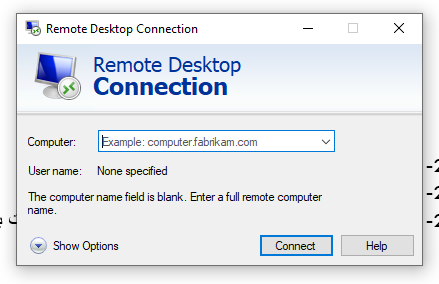 Remote Desktop Connection
Remote Desktop
Connection
Computer: Example: computer.fabrikam.com
User name: None specified
The computer name field is blank. Enter a full remote computer
name.
Show Options Connect Help